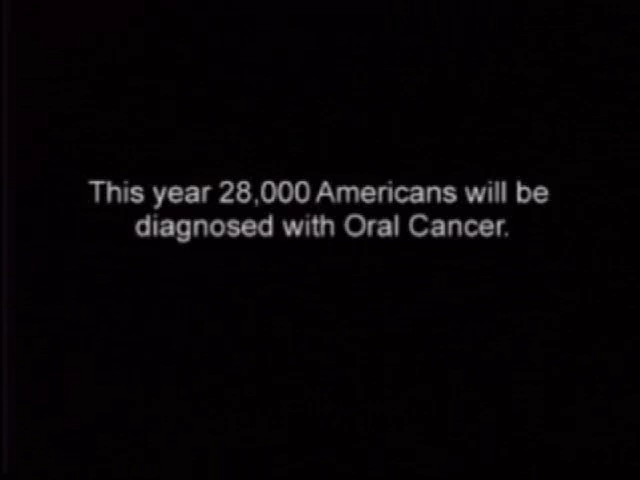 This year 28,000 Americans will be
diagnosed with Oral Cancer.